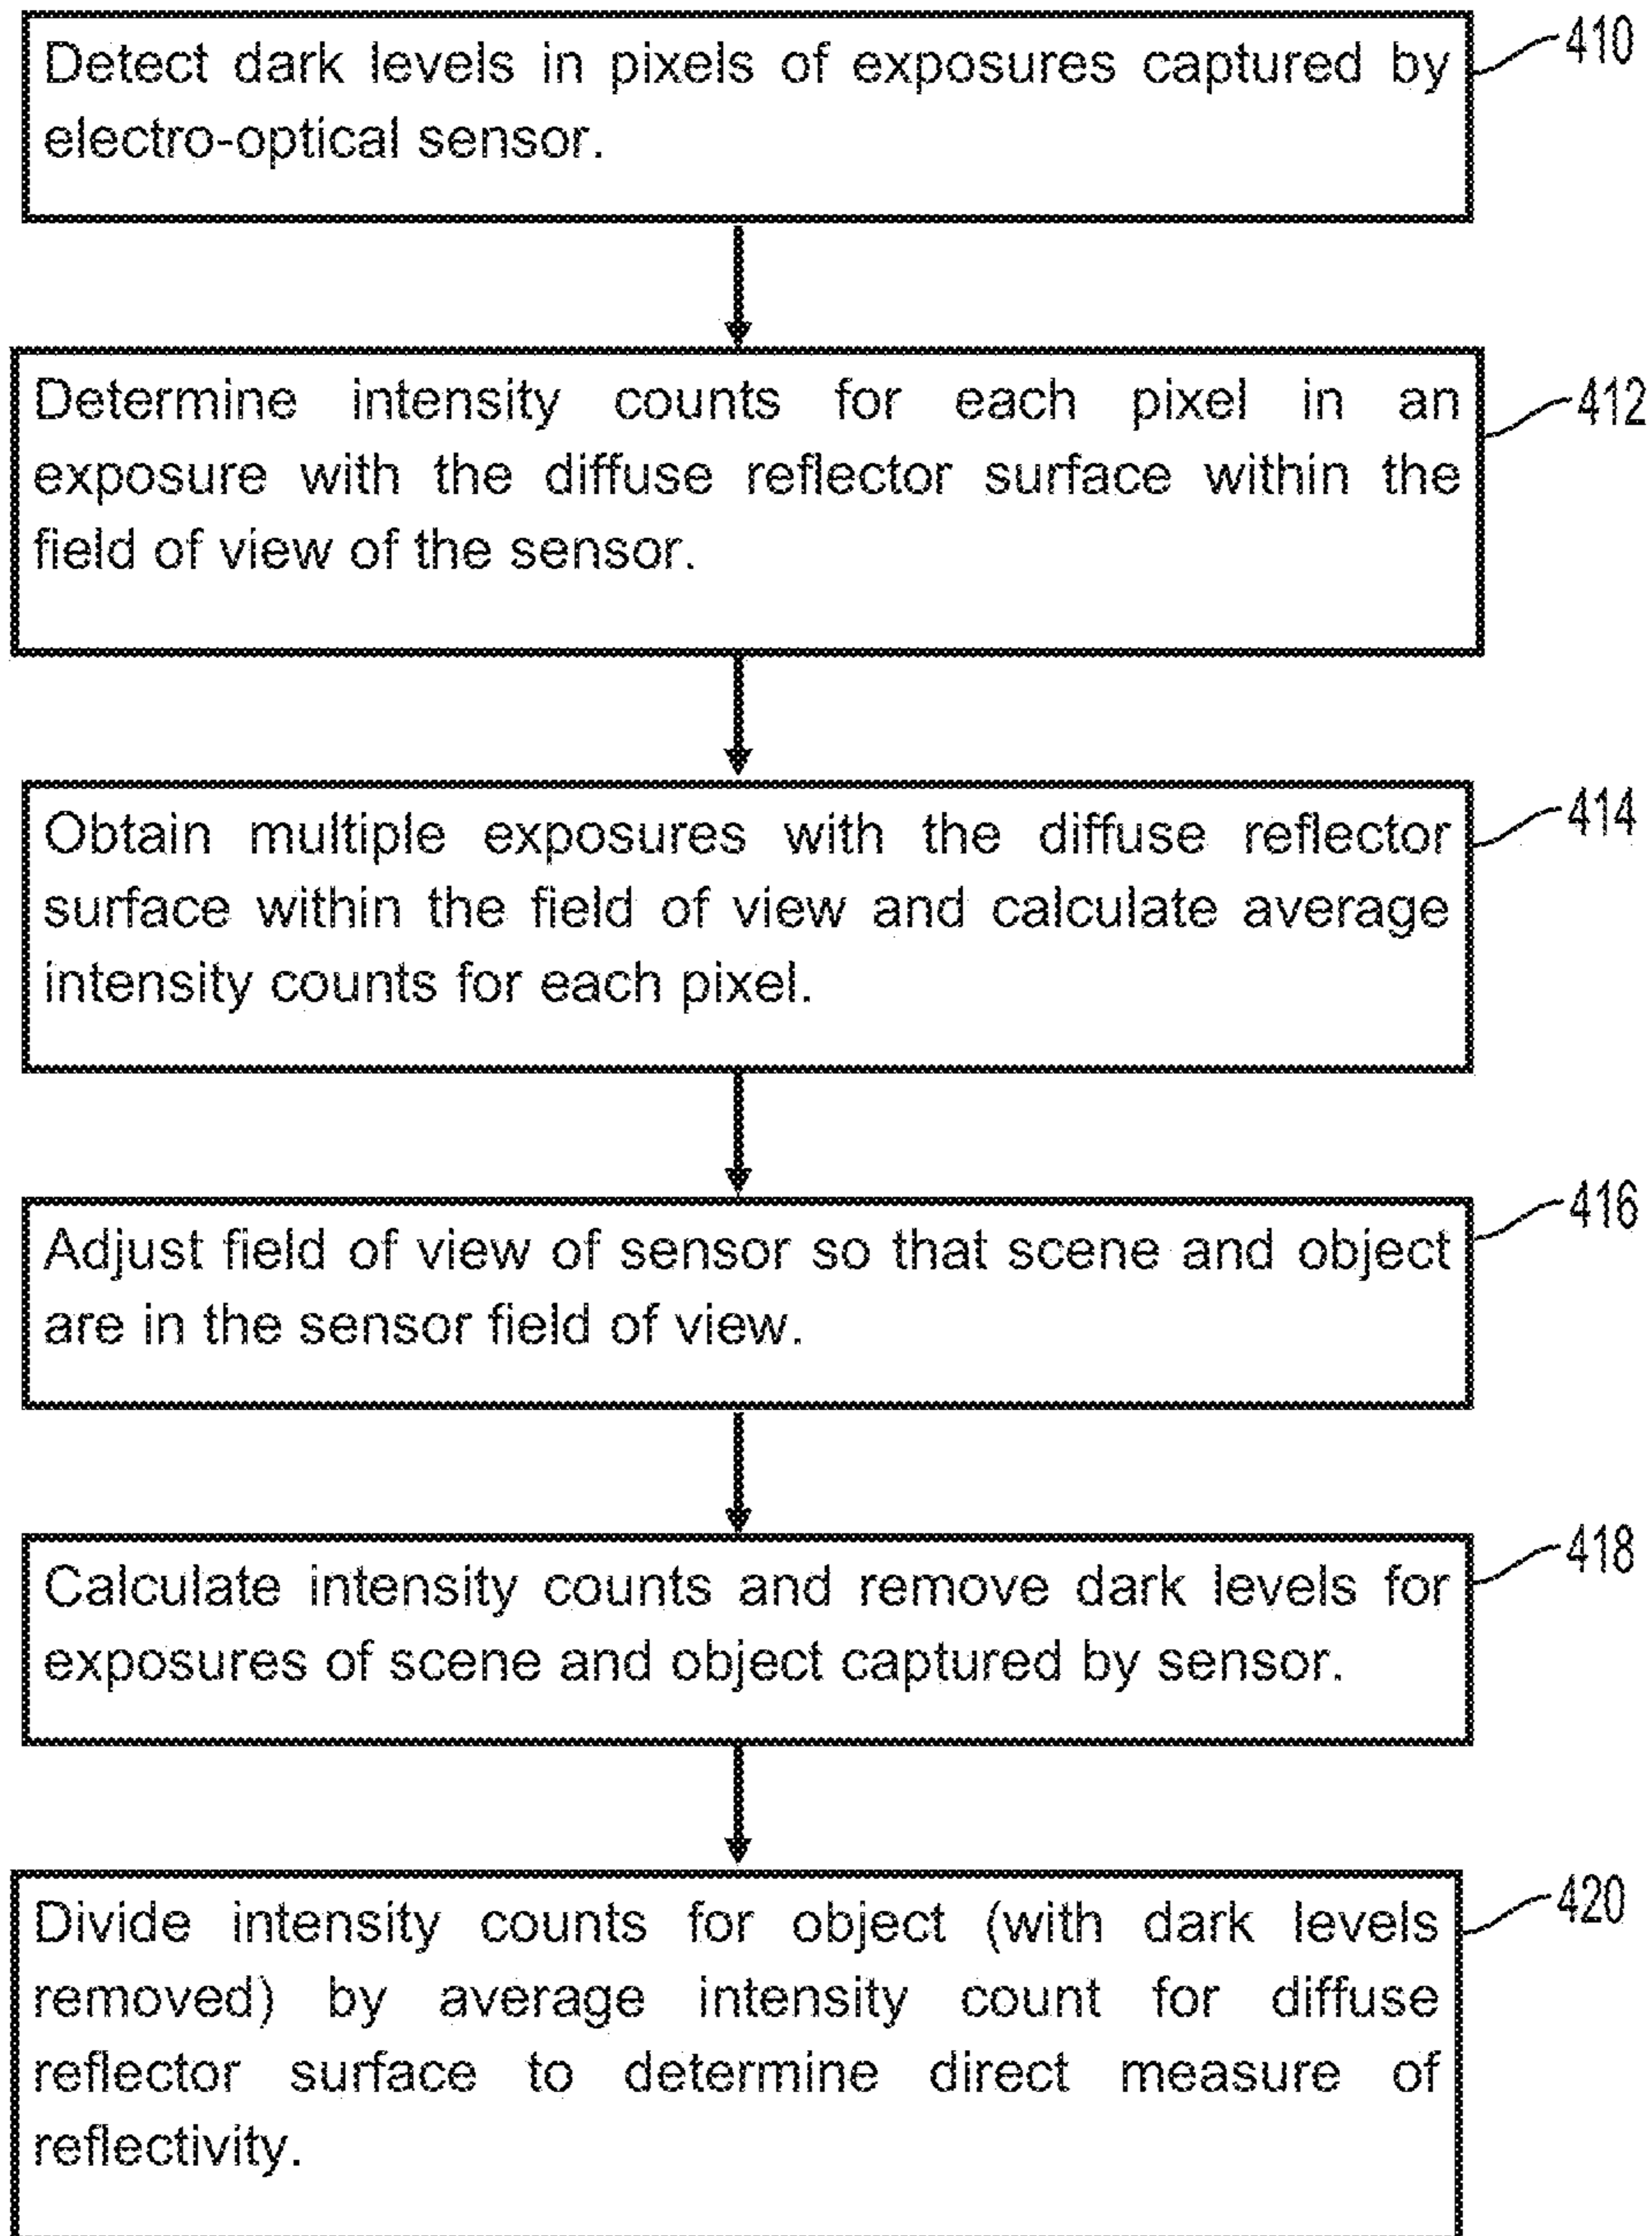 Detect dark levels in pixels of exposures captured by
electro-optical sensor.
410
Determine intensity counts for each pixel in an
exposure with the diffuse reflector surface within the
field of view of the sensor.
412
Obtain multiple exposures with the diffuse reflector
surface within the field of view and calculate average
intensity counts for each pixel.
414
Adjust field of view of sensor so that scene and object
are in the sensor field of view.
416
Calculate intensity counts and remove dark levels for
exposures of scene and object captured by sensor.
418
Divide intensity counts for object (with dark levels
removed) by average intensity count for diffuse
reflector surface to determine direct measure of
reflectivity.
420